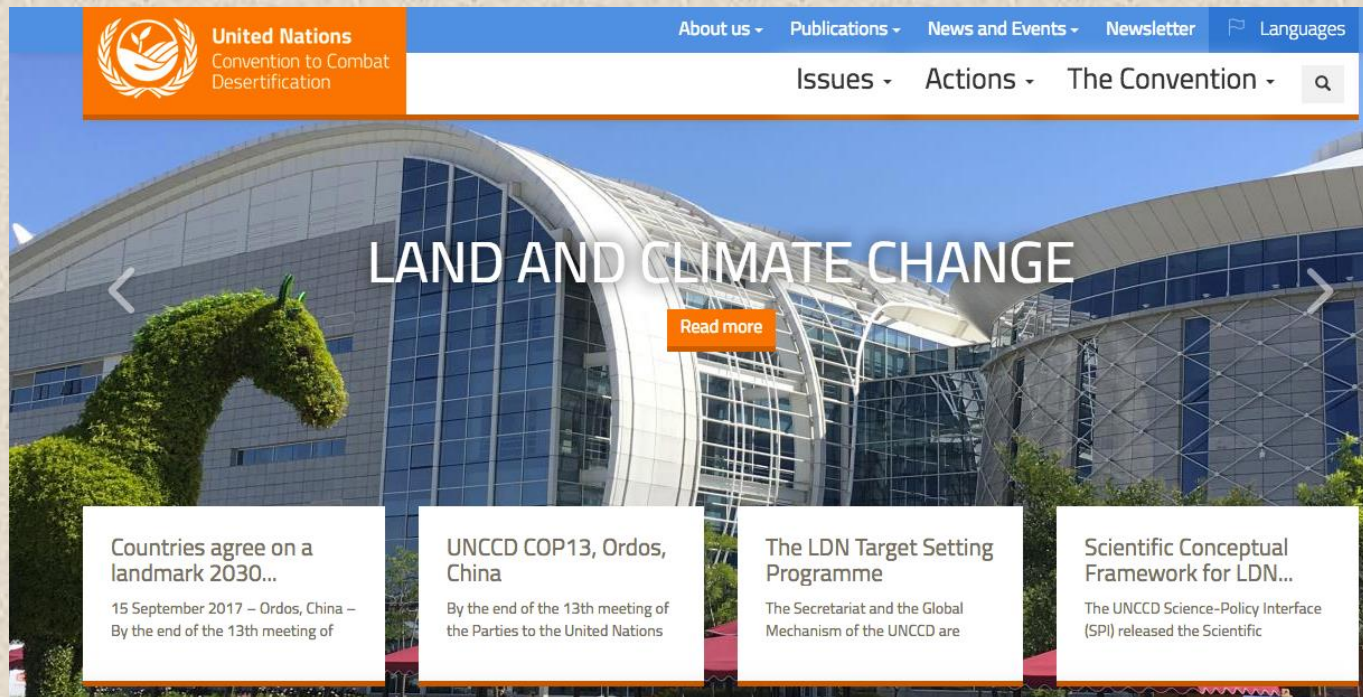 United Nations
Convention to Combat
Desertification
About us Publications News and Events Newsletter Languages
Issues Actions The Convention
LAND AND CLIMATE CHANGE
Read more
Countries agree on a
landmark 2030...
15 September 2017 – Ordos, China –
By the end of the 13th meeting of
UNCCD COP13, Ordos,
China
By the end of the 13th meeting of
the Parties to the United Nations
The LDN Target Setting
Programme
The Secretariat and the Global
Mechanism of the UNCCD are
Scientific Conceptual
Framework for LDN...
The UNCCD Science-Policy Interface
(SPI) released the Scientific